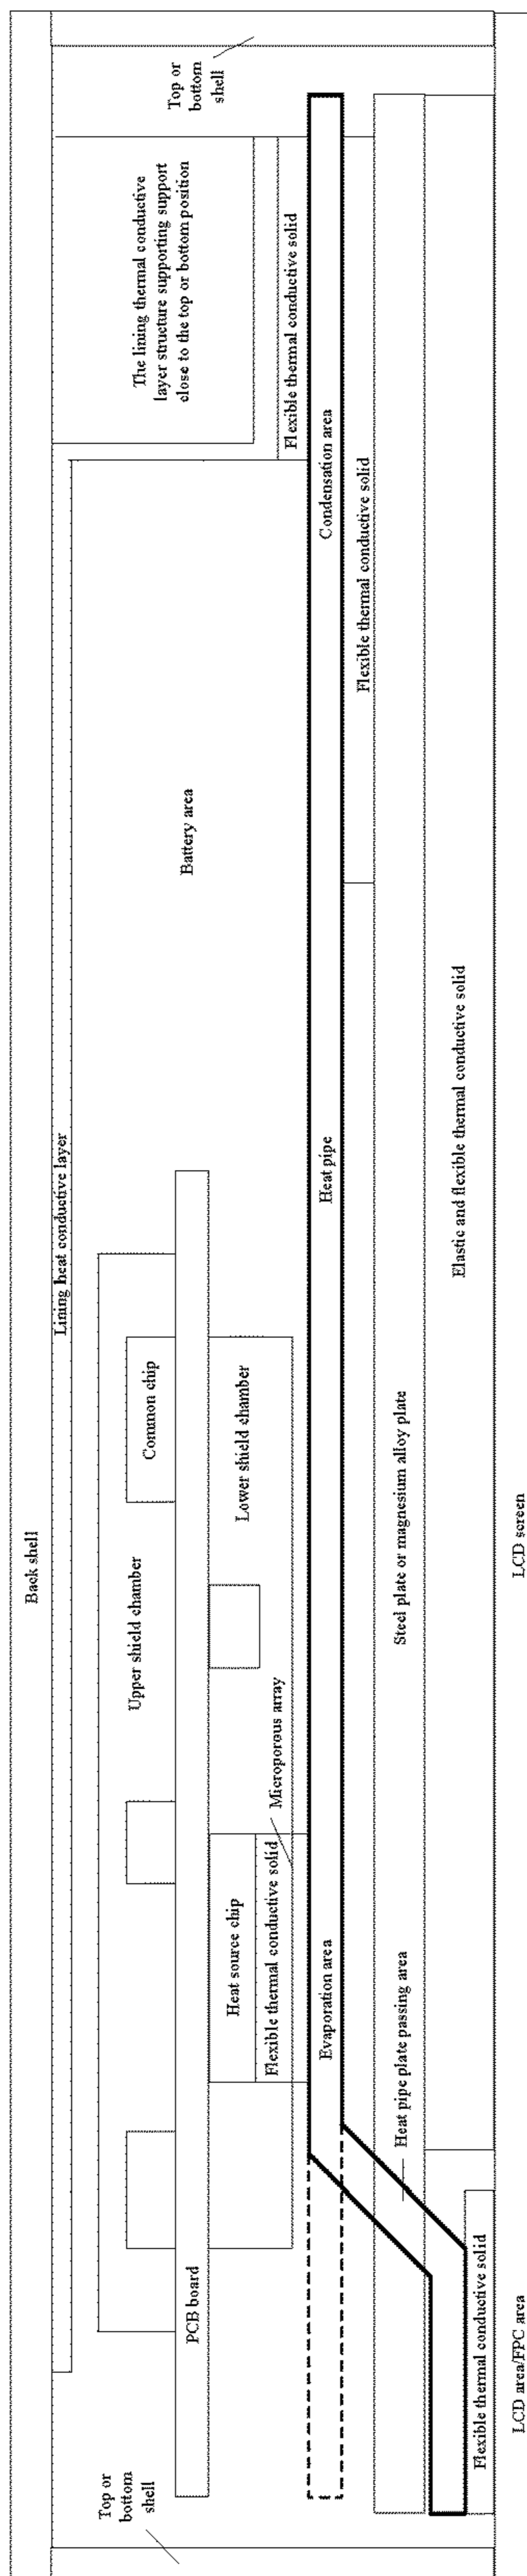 Back shell
Lining heat conductive layer
Top or
bottom
shell
Top or
bottom
shell
The lining thermal conductive
layer structure supporting support
close to the top or bottom position
Upper shield chamber
Common chip
Battery area
PCB board
Heat source chip
Lower shield chamber
Flexible thermal conductive solid
Microporous array
Flexible thermal conductive solid
Evaporation area
Heat pipe
Condensation area
Flexible thermal conductive solid
Heat pipe plate passing area
Steel plate or magnesium alloy plate
Elastic and flexible thermal conductive solid
Flexible thermal conductive solid
LCD area/FPC area
LCD screen